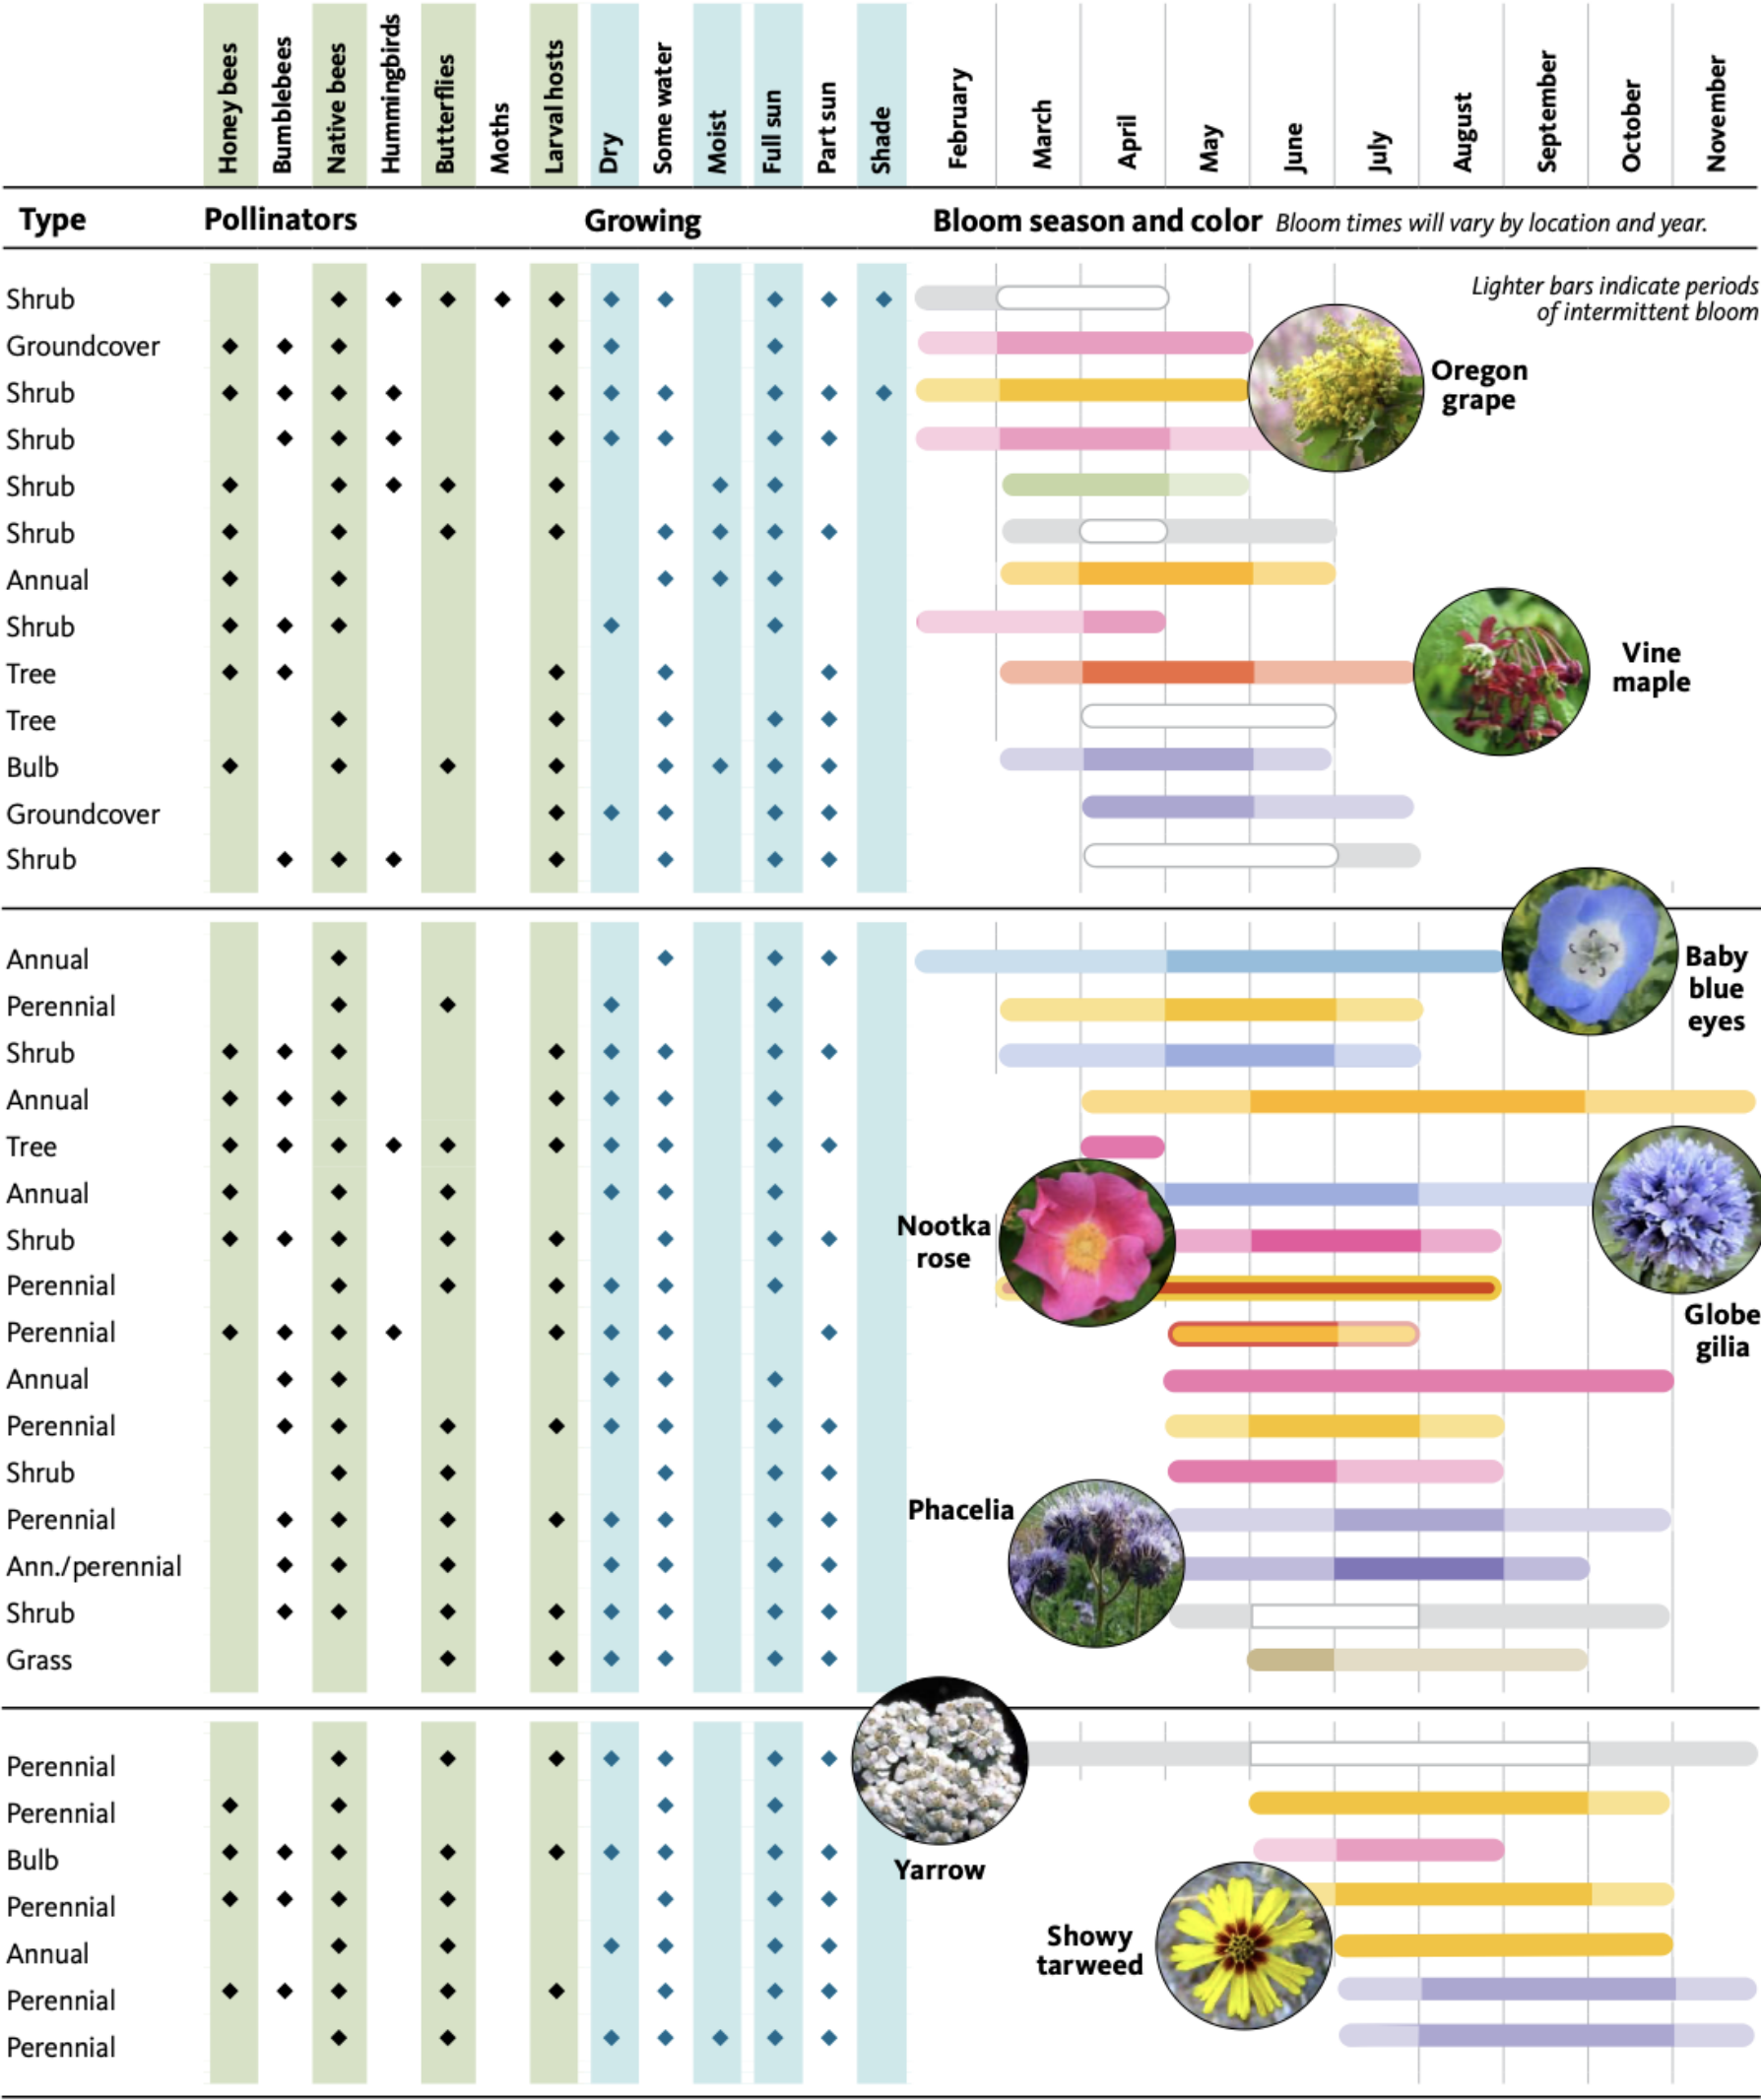 Honey bees
Bumblebees
Native bees
Hummingbirds
Butterflies
Moths
Larval hosts
Dry
Some water
Moist
Full sun
Part sun
Shade
February
March
April
May
June
July
August
September
October
November
Type Pollinators Growing Bloom season and color Bloom times will vary by location and year.
Lighter bars indicate periods
of intermittent bloom
Shrub
Groundcover
Shrub
Oregon
grape
Shrub
Shrub
Shrub
Annual
Shrub
Tree
Vine
maple
Tree
Bulb
Groundcover
Shrub
Annual
Baby
blue
eyes
Perennial
Shrub
Annual
Tree
Annual
Shrub
Nootka
rose
Perennial
Perennial
Globe
gilia
Annual
Perennial
Shrub
Perennial
Phacelia
Ann./perennial
Shrub
Grass
Perennial
Perennial
Bulb
Yarrow
Perennial
Annual
Showy
tarweed
Perennial
Perennial